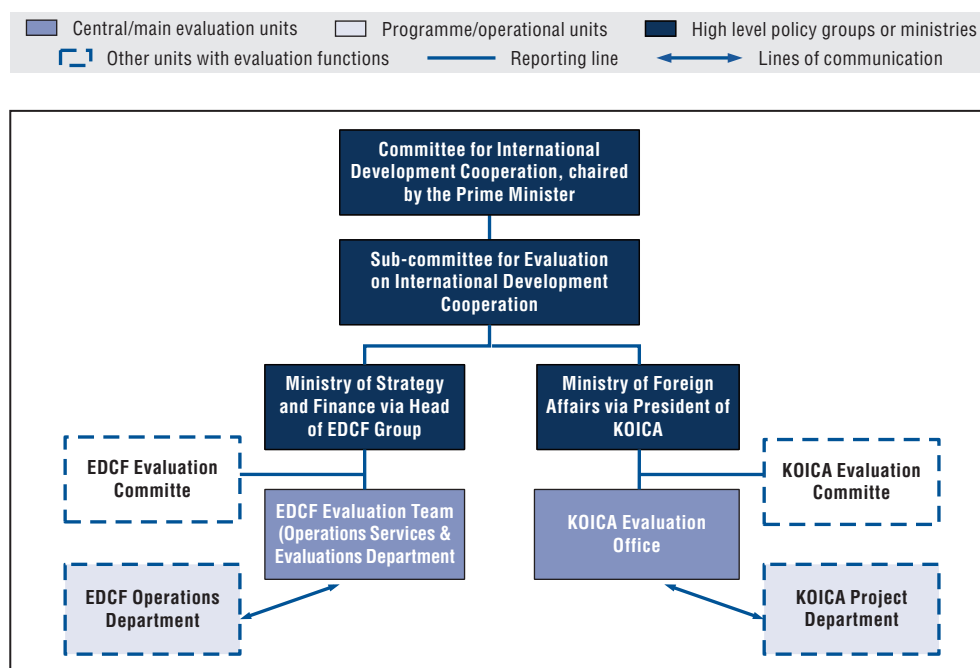 Central/main evaluation units
Programme/operational units
High level policy groups or ministries
Other units with evaluation functions
Reporting line
Lines of communication
Committee for International
Development Cooperation, chaired
by the Prime Minister
Sub-committee for Evaluation
on International Development
Cooperation
Ministry of Strategy
and Finance via Head
of EDCF Group
Ministry of Foreign
Affairs via President of
KOICA
EDCF Evaluation
Committe
KOICA Evaluation
Committe
EDCF Evaluation Team
(Operations Services &
Evaluations Department
KOICA Evaluation
Office
EDCF Operations
Department
KOICA Project
Department